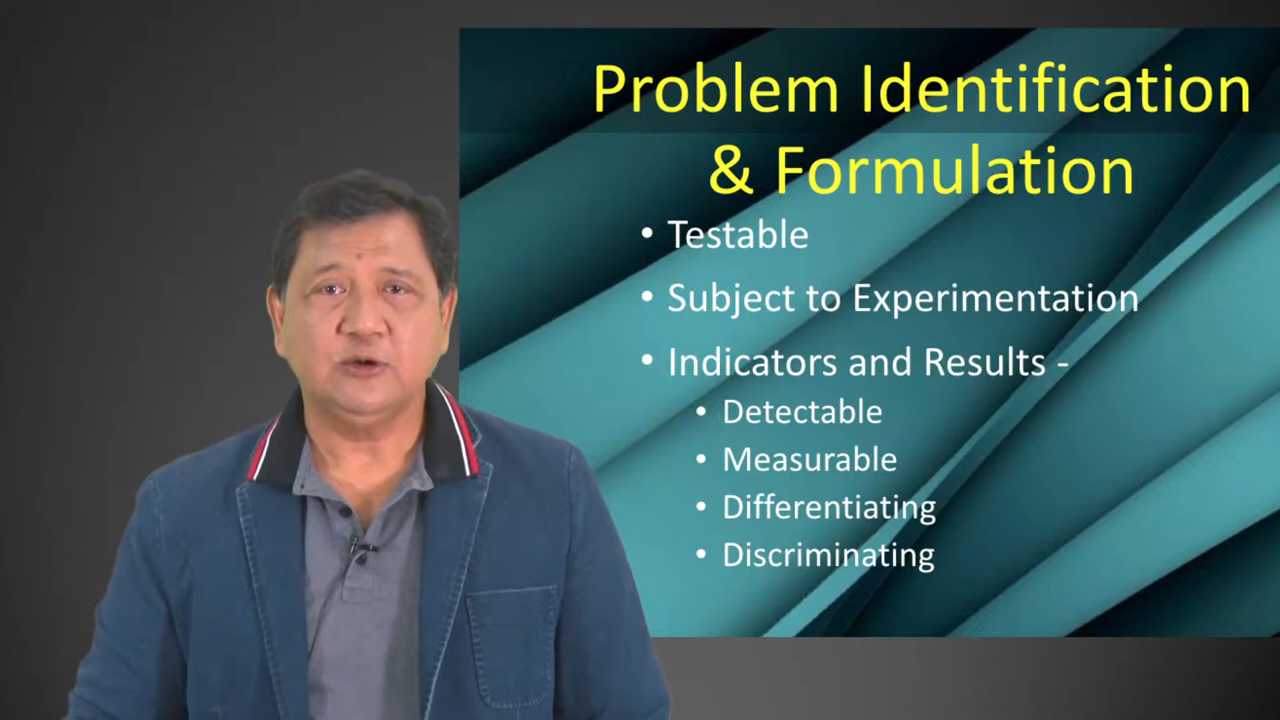 Problem Identification
& Formulation
• Testable
• Subject to Experimentation
• Indicators and Results -
• Detectable
• Measurable
• Differentiating
• Discriminating